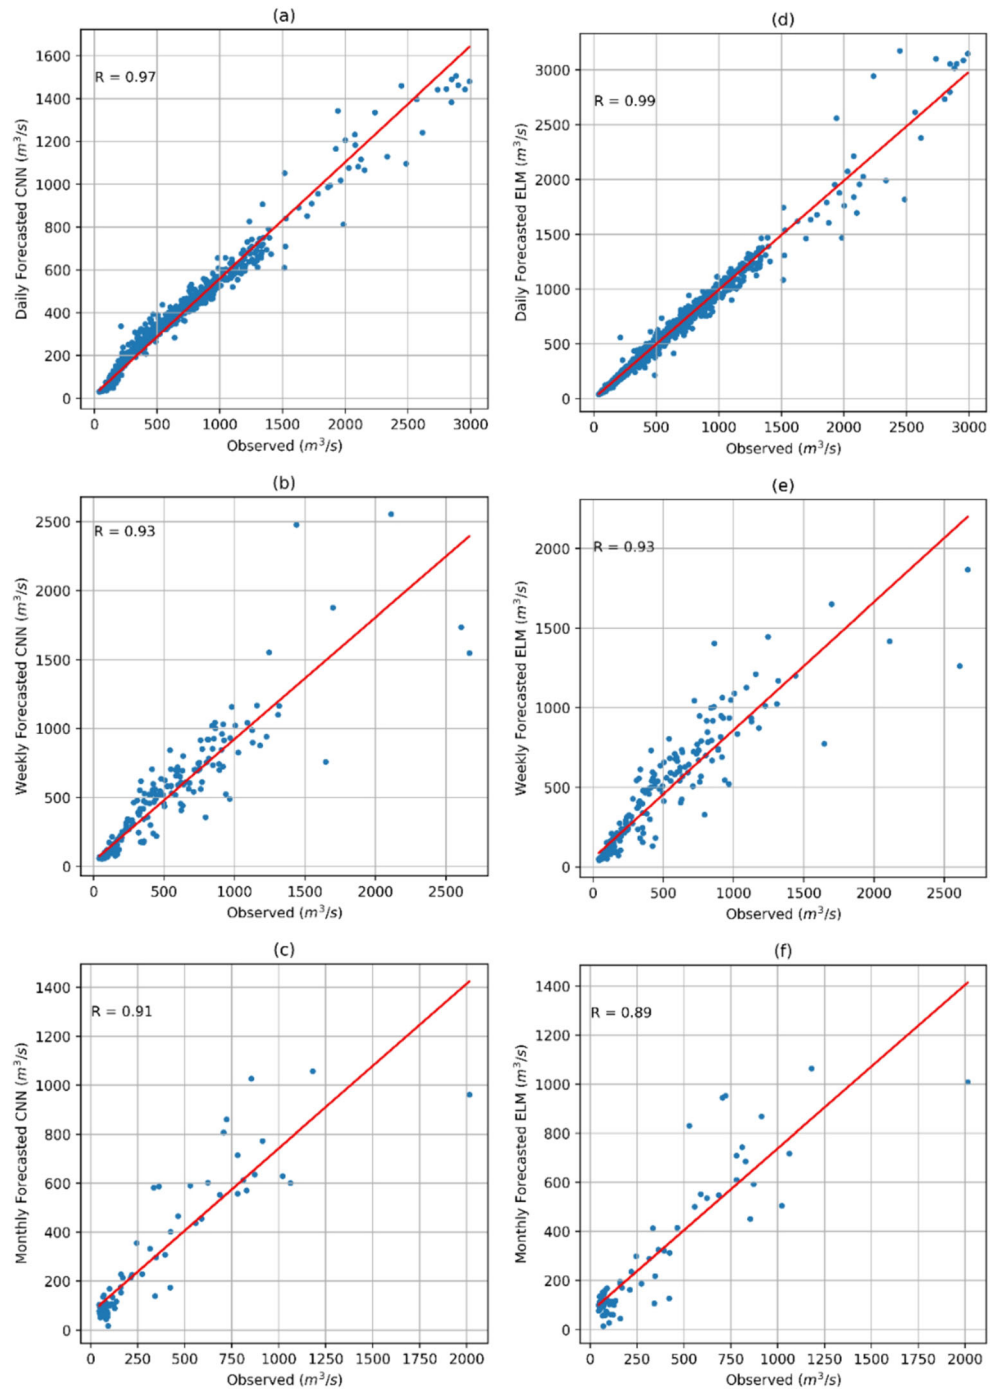 (a)
R = 0.97
Daily Forecasted CNN (m³/s)
1600
1400
1200
1000
800
600
400
200
0
0 500 1000 1500 2000 2500 3000
Observed (m³/s)
(d)
R = 0.99
Daily Forecasted ELM (m³/s)
3000
2500
2000
1500
1000
500
0
0 500 1000 1500 2000 2500 3000
Observed (m³/s)
(b)
R = 0.93
Weekly Forecasted CNN (m³/s)
2500
2000
1500
1000
500
0
0 500 1000 1500 2000 2500
Observed (m³/s)
(e)
R = 0.93
Weekly Forecasted ELM (m³/s)
2000
1500
1000
500
0
0 500 1000 1500 2000 2500
Observed (m³/s)
(c)
R = 0.91
Monthly Forecasted CNN (m³/s)
1400
1200
1000
800
600
400
200
0
0 250 500 750 1000 1250 1500 1750 2000
Observed (m³/s)
(f)
R = 0.89
Monthly Forecasted ELM (m³/s)
1400
1200
1000
800
600
400
200
0
0 250 500 750 1000 1250 1500 1750 2000
Observed (m³/s)